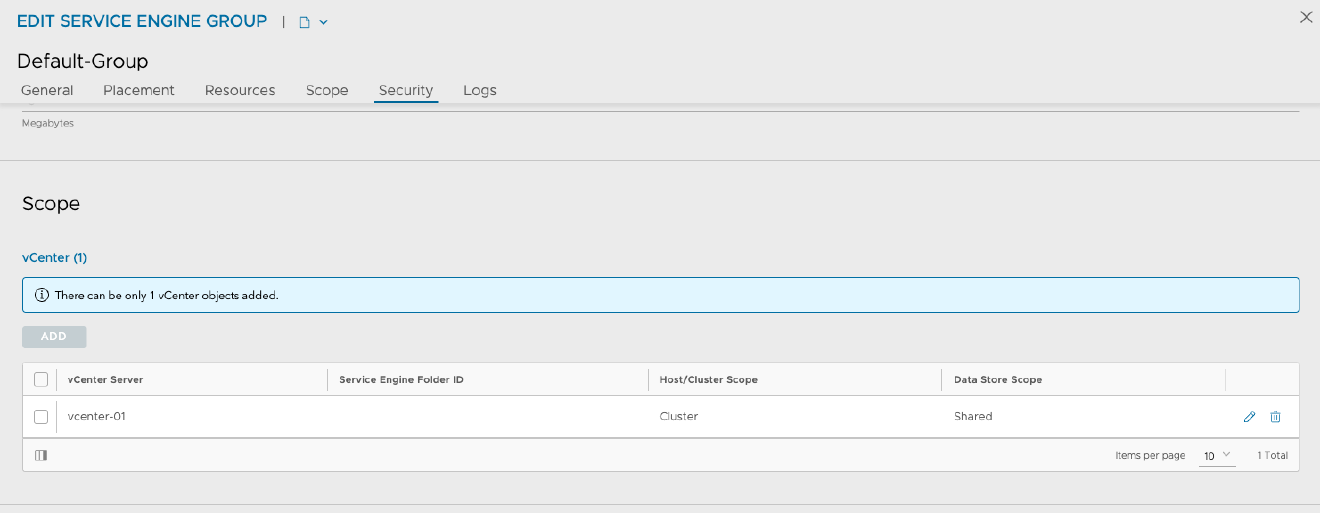 EDIT SERVICE ENGINE GROUP |
Default-Group
General Placement Resources Scope Security Logs
Megabytes
Scope
vCenter (1)
There can be only 1 vCenter objects added.
ADD
vCenter Server Service Engine Folder ID Host/Cluster Scope Data Store Scope
vcenter-01 Cluster Shared
Items per page 10 1 Total